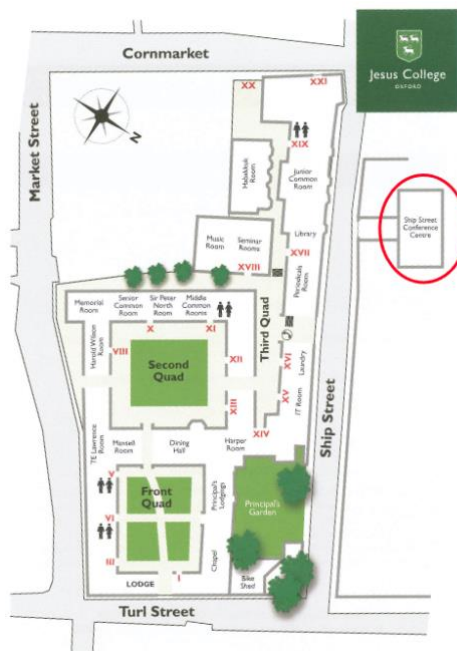 Cornmarket
Jesus College
OXFORD
Market Street
N
XX
XXI
XIX
Habakkuk
Room
Junior
Common
Room
Ship Street
Conference
Centre
Music
Room
Seminar
Rooms
Library
XVII
XVIII
Periodicals
Room
Third Quad
Memorial
Room
Senior
Common
Room
Sir Peter
North
Room
Middle
Common
Rooms
X
XI
Harold Wilson
Room
VIII
Second
Quad
XII
XIII
XVI
Laundry
XV
IT Room
XIV
Ship Street
TE Lawrence
Room
Mansell
Room
Dining
Hall
Harper
Room
V
Front
Quad
VI
Principal's
Lodgings
Principal's
Garden
III
I
Chapel
LODGE
Bike
Shed
Turl Street